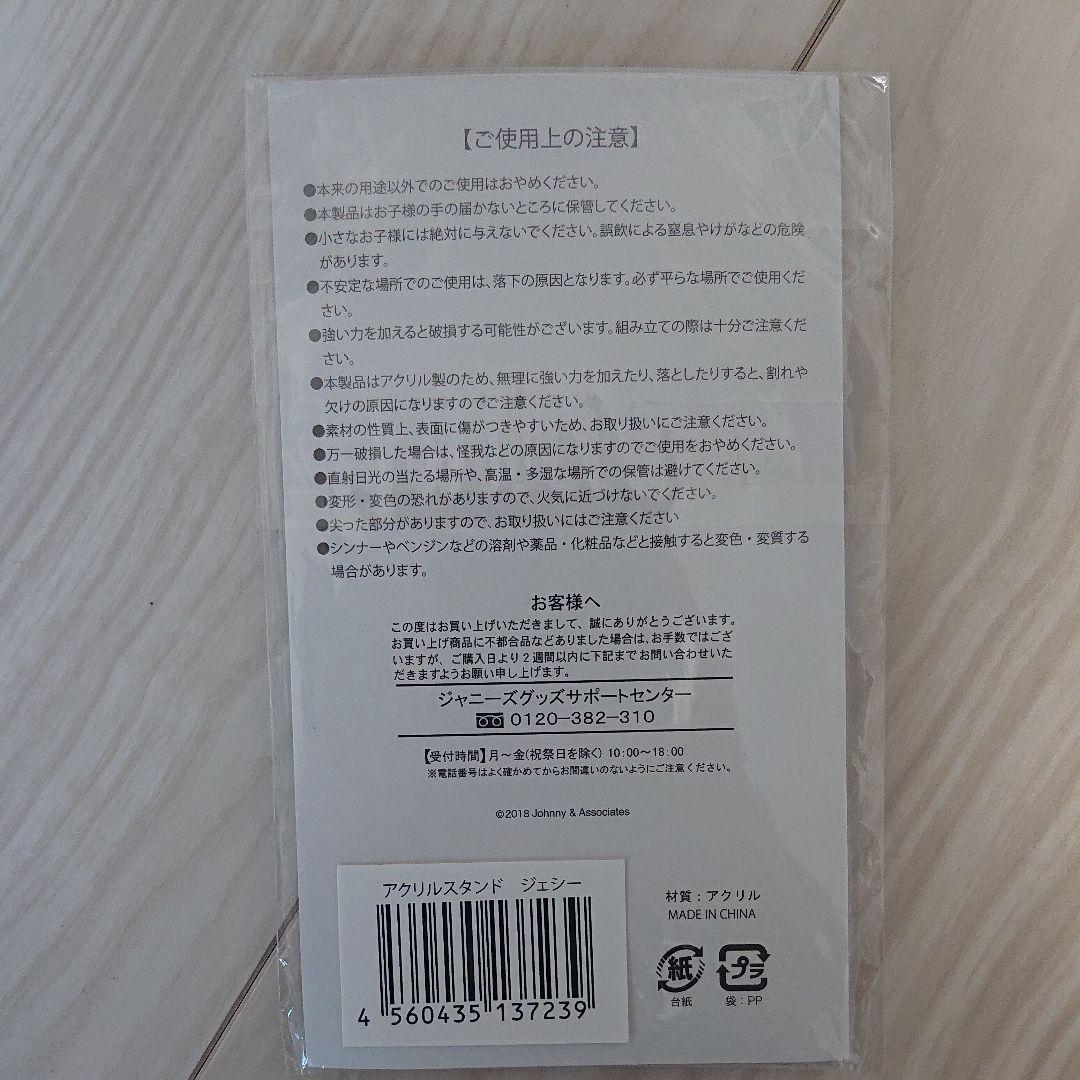 【ご使用上の注意】
●本来の用途以外でのご使用はおやめください。
●本製品はお子様の手の届かないところに保管してください。
●小さなお子様には絶対に与えないでください。誤飲による窒息やけがなどの危険
があります。
●不安定な場所でのご使用は、落下の原因となります。必ず平らな場所でご使用くだ
さい。
●強い力を加えると破損する可能性がございます。組み立ての際は十分ご注意くだ
さい。
●本製品はアクリル製のため、無理に強い力を加えたり、落としたりすると、割れや
欠けの原因になりますのでご注意ください。
●素材の性質上、表面に傷がつきやすいため、お取り扱いにご注意ください。
●万一破損した場合は、怪我などの原因になりますのでご使用をおやめください。
●直射日光の当たる場所や、高温・多湿な場所での保管は避けてください。
●変形・変色の恐れがありますので、火気に近づけないでください。
●尖った部分がありますので、お取り扱いにはご注意ください
●シンナーやベンジンなどの溶剤や薬品・化粧品などと接触すると変色・変質する
場合があります。
お客様へ
この度はお買い上げいただきまして、誠にありがとうございます。
お買い上げ商品に不都合品などありました場合は、お手数ではござ
いますが、ご購入日より2週間以内に下記までお問い合わせいた
だきますようお願い申し上げます。
ジャニーズグッズサポートセンター
0120-382-310
【受付時間】月〜金(祝祭日を除く) 10:00〜18:00
※電話番号はよく確かめてからお間違いのないようにご注意ください。
©2018 Johnny & Associates
アクリルスタンド ジェシー
4 560435 137239
材質:アクリル
MADE IN CHINA
紙 プラ
台紙 袋:PP